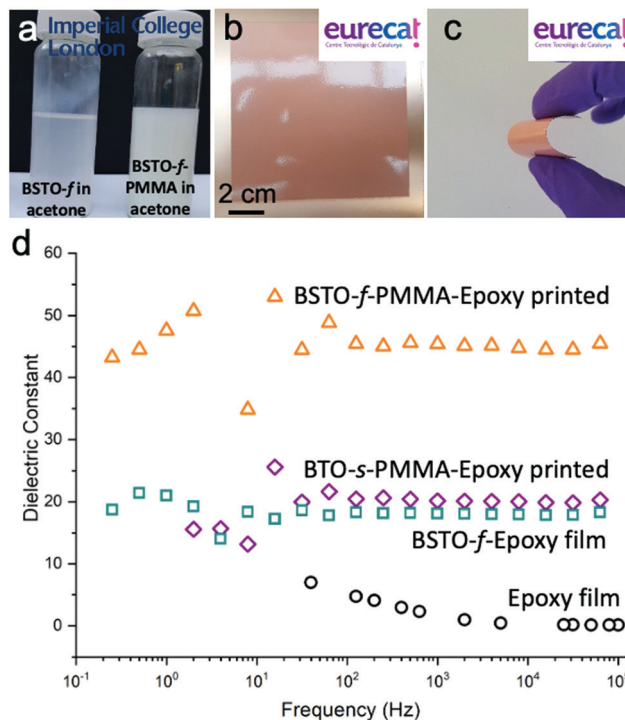 a
Imperial College
London
BSTO-f in
acetone
BSTO-f-
PMMA in
acetone
b
eurecat
Centre Tecnològic de Catalunya
2 cm
c
eurecat
Centre Tecnològic de Catalunya
d
Dielectric Constant
60
50
40
30
20
10
0
BSTO-f-PMMA-Epoxy printed
BTO-s-PMMA-Epoxy printed
BSTO-f-Epoxy film
Epoxy film
10⁻¹ 10⁰ 10¹ 10² 10³ 10⁴ 10⁵
Frequency (Hz)